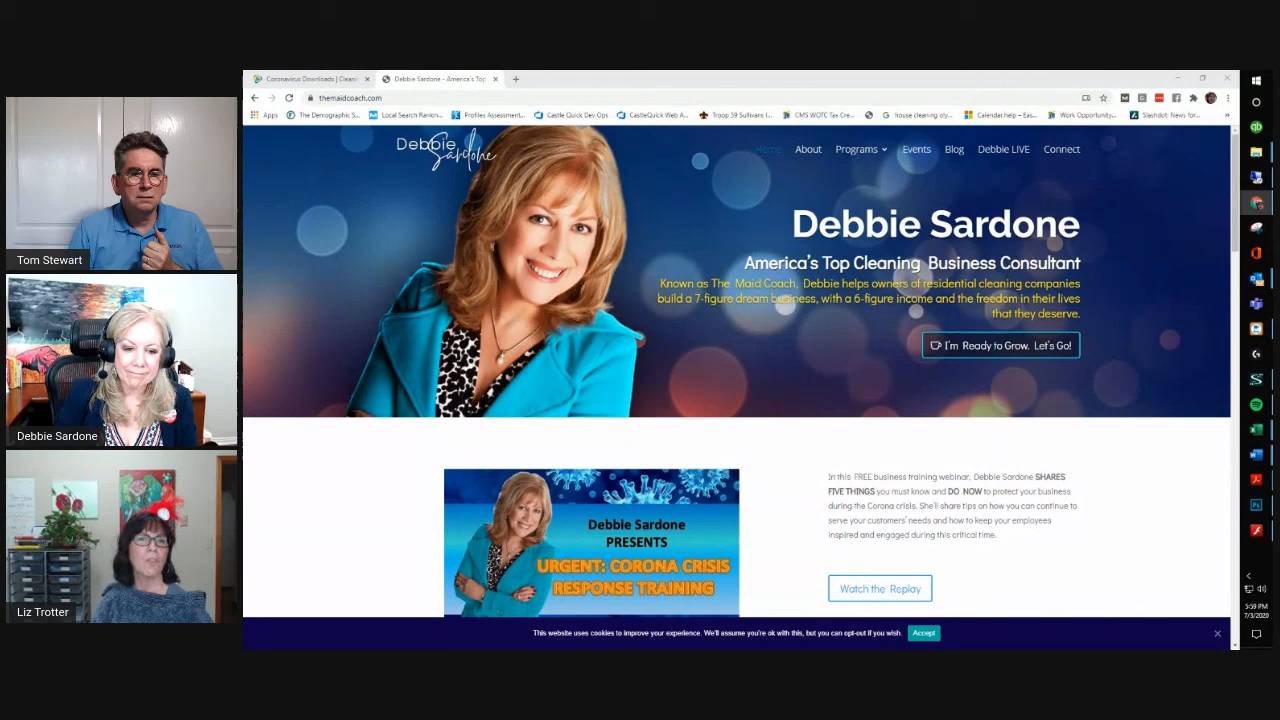 Coronavirus Downloads | Cleani
Debbie Sardone - America's Top
themaidcoach.com
Apps
The Demographic S...
Local Search Rankin...
Profiles Assessment...
Castle Quick Dev Ops
CastleQuick Web A...
Troop 39 Sullivans I...
CMS WOTC Tax Cre...
house cleaning oly...
Calendar.help – Eas...
Work Opportunity...
Slashdot: News for...
Debbie Sardone
Home
About
Programs
Events
Blog
Debbie LIVE
Connect
Debbie Sardone
America's Top Cleaning Business Consultant
Known as The Maid Coach, Debbie helps owners of residential cleaning companies
build a 7-figure dream business, with a 6-figure income and the freedom in their lives
that they deserve.
I'm Ready to Grow. Let's Go!
Tom Stewart
Debbie Sardone
Liz Trotter
Debbie Sardone
PRESENTS
URGENT: CORONA CRISIS
RESPONSE TRAINING
In this FREE business training webinar, Debbie Sardone SHARES
FIVE THINGS you must know and DO NOW to protect your business
during the Corona crisis. She'll share tips on how you can continue to
serve your customers' needs and how to keep your employees
inspired and engaged during this critical time.
Watch the Replay
This website uses cookies to improve your experience. We'll assume you're ok with this, but you can opt-out if you wish.
Accept
5:59 PM
7/3/2020